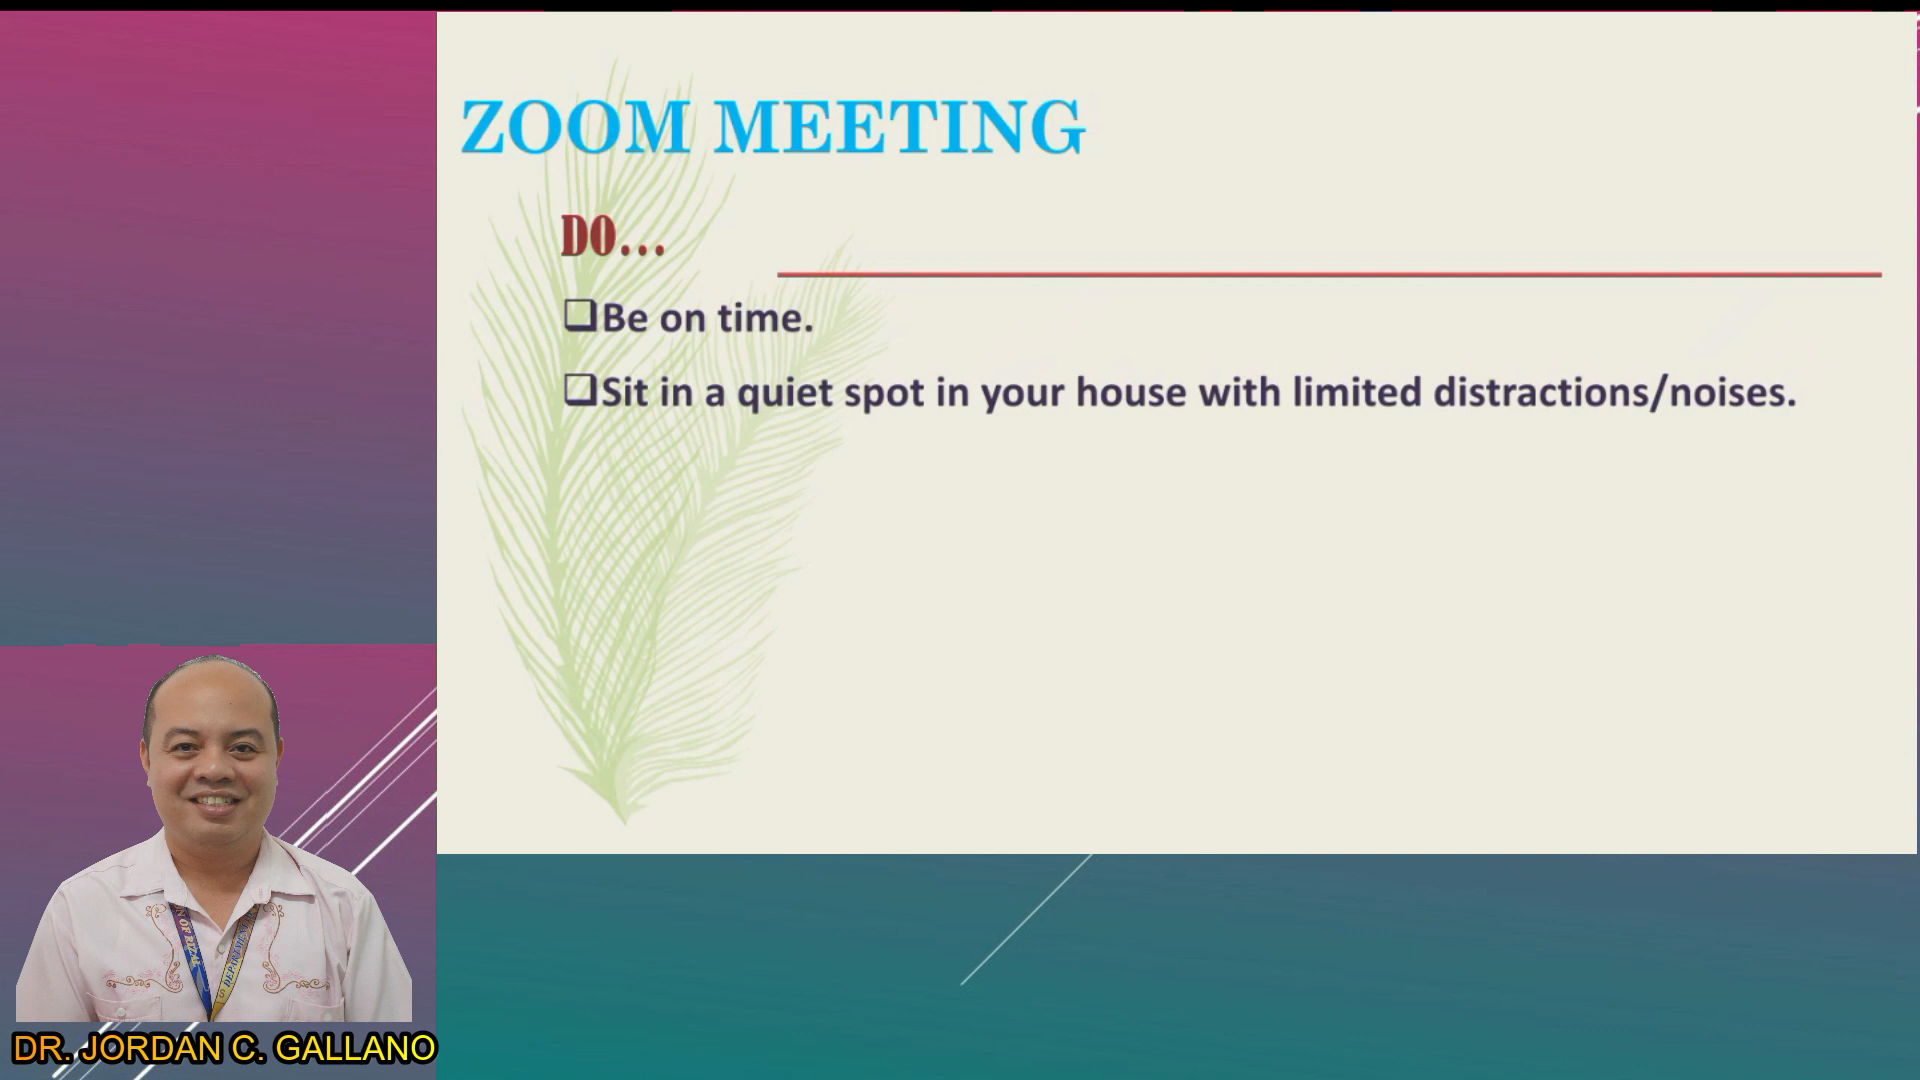 ZOOM MEETING
DO...
❑Be on time.
❑Sit in a quiet spot in your house with limited distractions/noises.
DR. JORDAN C. GALLANO